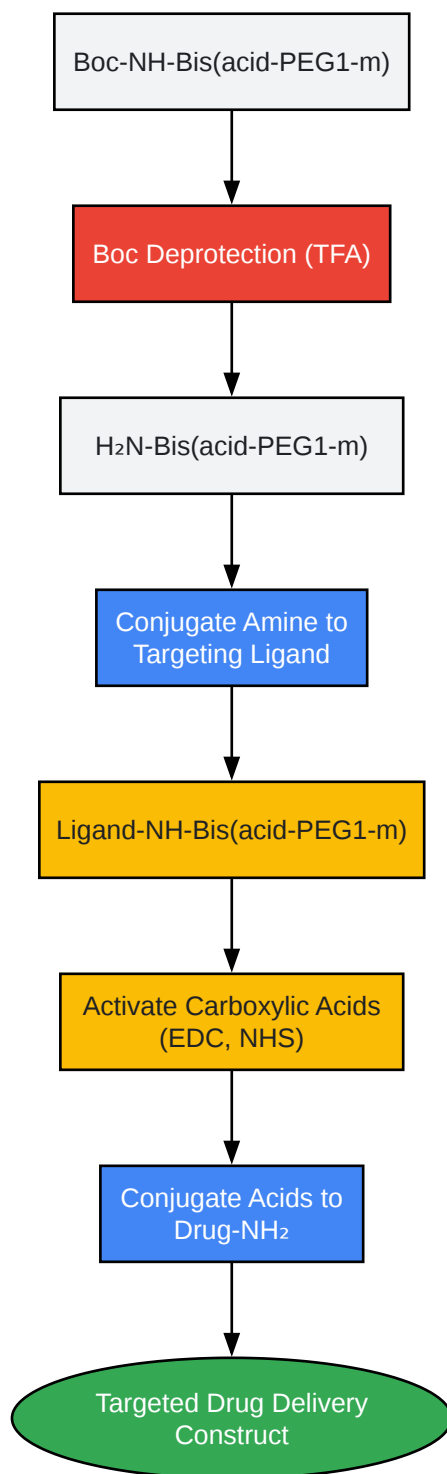 Boc-NH-Bis(acid-PEG1-m)
Boc Deprotection (TFA)
H₂N-Bis(acid-PEG1-m)
Conjugate Amine to
Targeting Ligand
Ligand-NH-Bis(acid-PEG1-m)
Activate Carboxylic Acids
(EDC, NHS)
Conjugate Acids to
Drug-NH₂
Targeted Drug Delivery
Construct